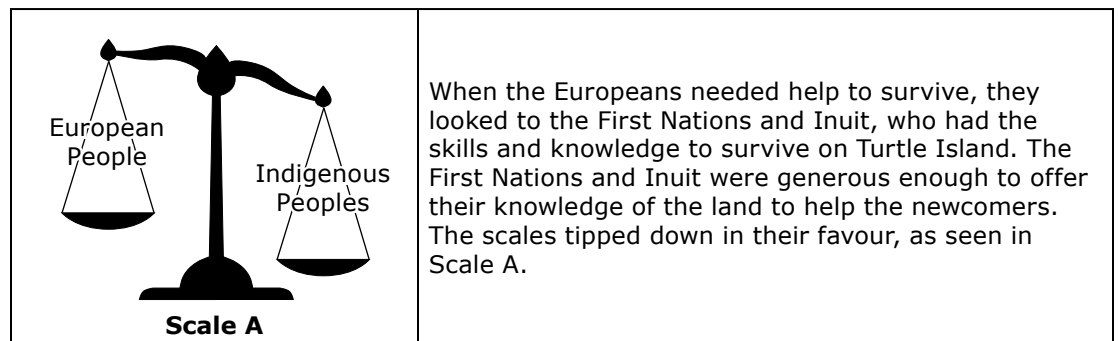 European
People
Indigenous
Peoples
Scale A
When the Europeans needed help to survive, they
looked to the First Nations and Inuit, who had the
skills and knowledge to survive on Turtle Island. The
First Nations and Inuit were generous enough to offer
their knowledge of the land to help the newcomers.
The scales tipped down in their favour, as seen in
Scale A.